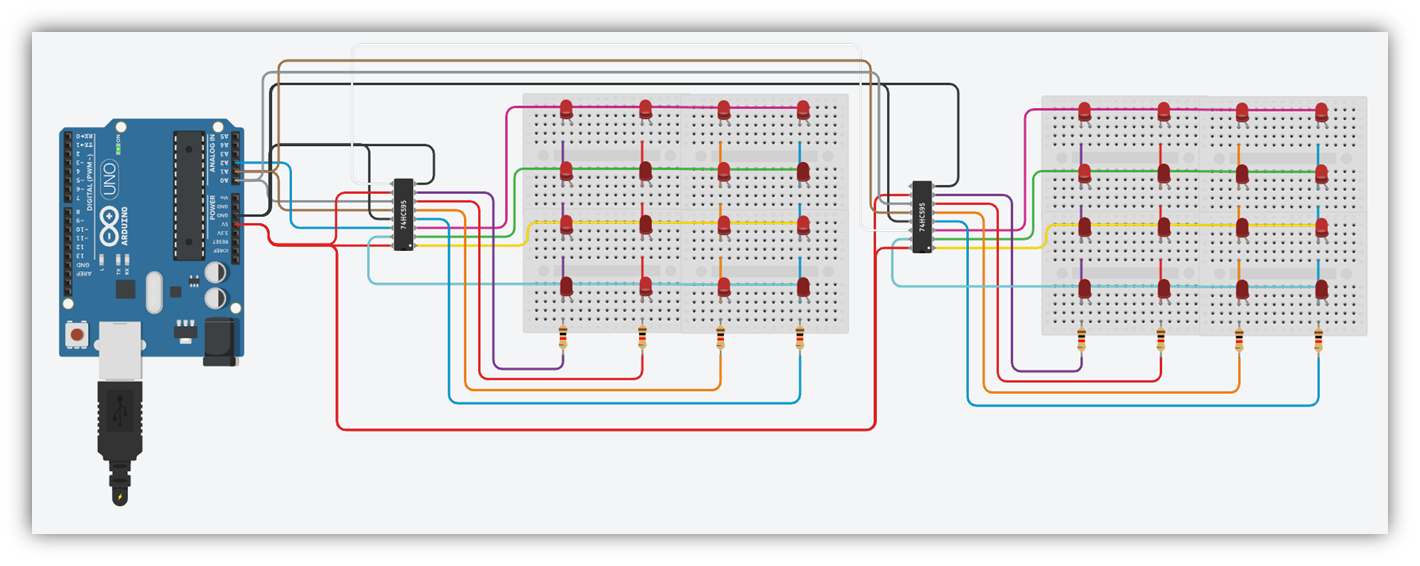 RX←0
TX→1
2
~3
4
~5
~6
7
8
~9
~10
~11
12
13
GND
AREF
DIGITAL (PWM~)
ON
UNO
ARDUINO
L
TX
RX
ANALOG IN
A5
A4
A3
A2
A1
A0
POWER
Vin
GND
GND
5V
3.3V
RESET
IOREF
74HC595
74HC595